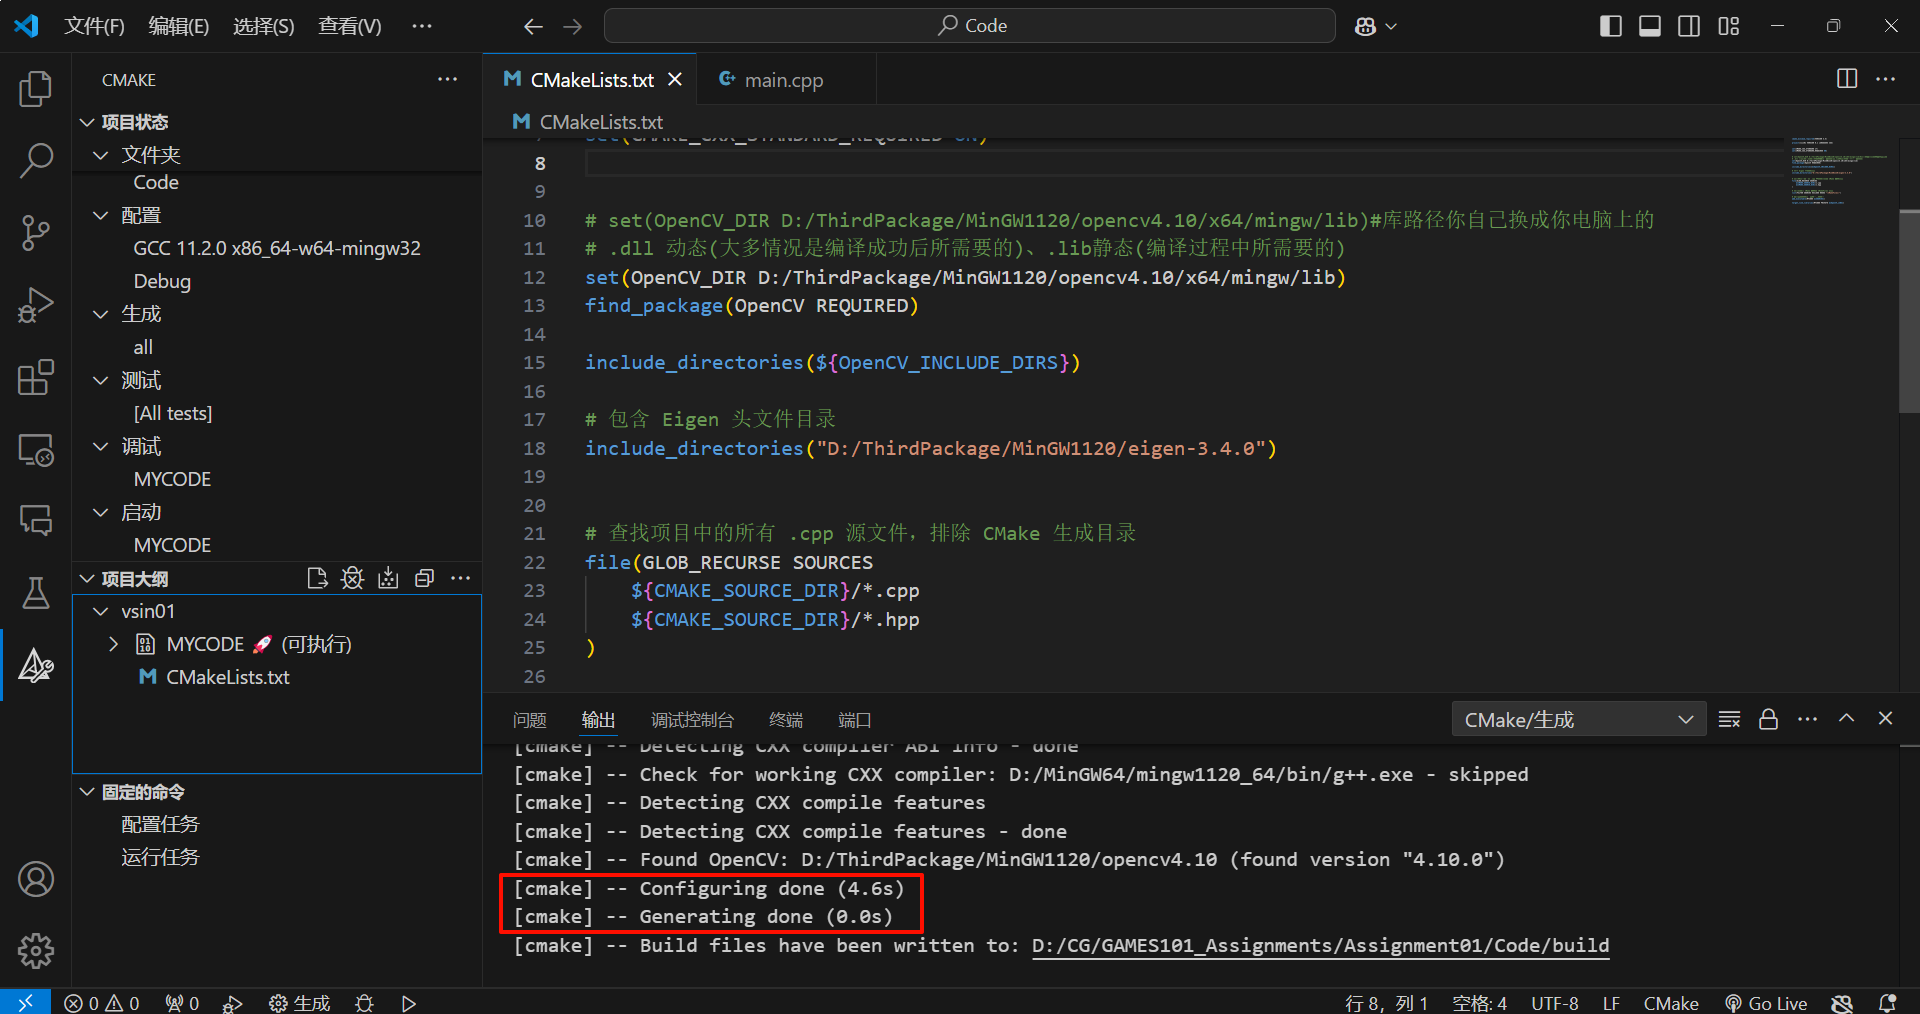 文件(F) 编辑(E) 选择(S) 查看(V) ··· Code
CMAKE
项目状态
文件夹
Code
配置
GCC 11.2.0 x86_64-w64-mingw32
Debug
生成
all
测试
[All tests]
调试
MYCODE
启动
MYCODE
项目大纲
vsin01
MYCODE 🚀 (可执行)
CMakeLists.txt
固定的命令
配置任务
运行任务
CMakeLists.txt main.cpp
CMakeLists.txt
set(CMAKE_CXX_STANDARD_REQUIRED ON)
8
9
10 # set(OpenCV_DIR D:/ThirdPackage/MinGW1120/opencv4.10/x64/mingw/lib)#库路径你自己换成你电脑上的
11 # .dll 动态(大多情况是编译成功后所需要的)、.lib静态(编译过程中所需要的)
12 set(OpenCV_DIR D:/ThirdPackage/MinGW1120/opencv4.10/x64/mingw/lib)
13 find_package(OpenCV REQUIRED)
14
15 include_directories(${OpenCV_INCLUDE_DIRS})
16
17 # 包含 Eigen 头文件目录
18 include_directories("D:/ThirdPackage/MinGW1120/eigen-3.4.0")
19
20
21 # 查找项目中的所有 .cpp 源文件，排除 CMake 生成目录
22 file(GLOB_RECURSE SOURCES
23 ${CMAKE_SOURCE_DIR}/*.cpp
24 ${CMAKE_SOURCE_DIR}/*.hpp
25 )
26
问题 输出 调试控制台 终端 端口 CMake/生成
[cmake] -- Detecting CXX compiler ABI info - done
[cmake] -- Check for working CXX compiler: D:/MinGW64/mingw1120_64/bin/g++.exe - skipped
[cmake] -- Detecting CXX compile features
[cmake] -- Detecting CXX compile features - done
[cmake] -- Found OpenCV: D:/ThirdPackage/MinGW1120/opencv4.10 (found version "4.10.0")
[cmake] -- Configuring done (4.6s)
[cmake] -- Generating done (0.0s)
[cmake] -- Build files have been written to: D:/CG/GAMES101_Assignments/Assignment01/Code/build
0 0 0 生成 行 8，列 1 空格: 4 UTF-8 LF CMake Go Live